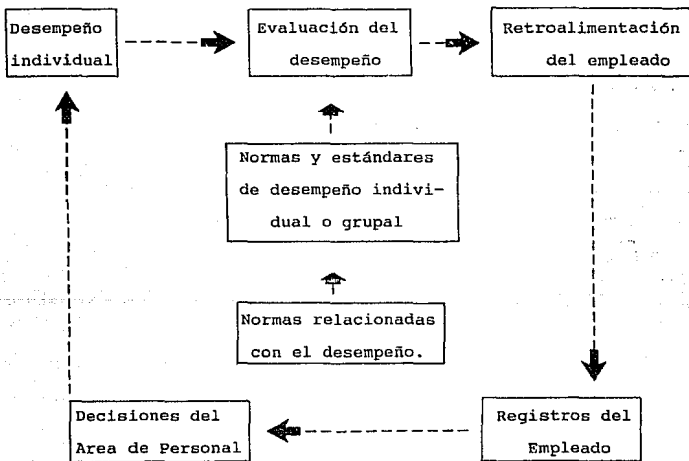 Desempeño
individual
Evaluación del
desempeño
Retroalimentación
del empleado
Normas y estándares
de desempeño indivi-
dual o grupal
Normas relacionadas
con el desempeño.
Decisiones del
Area de Personal
Registros del
Empleado